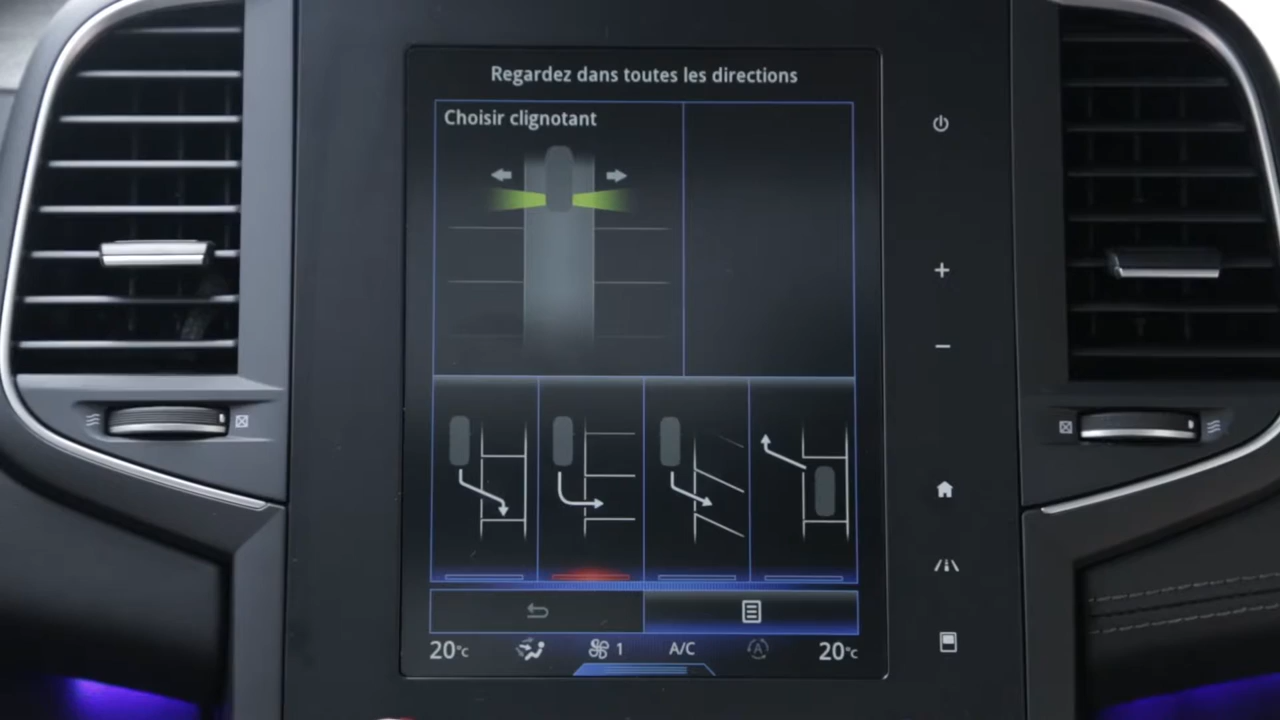 Regardez dans toutes les directions
Choisir clignotant
20°C 1 A/C A 20°C